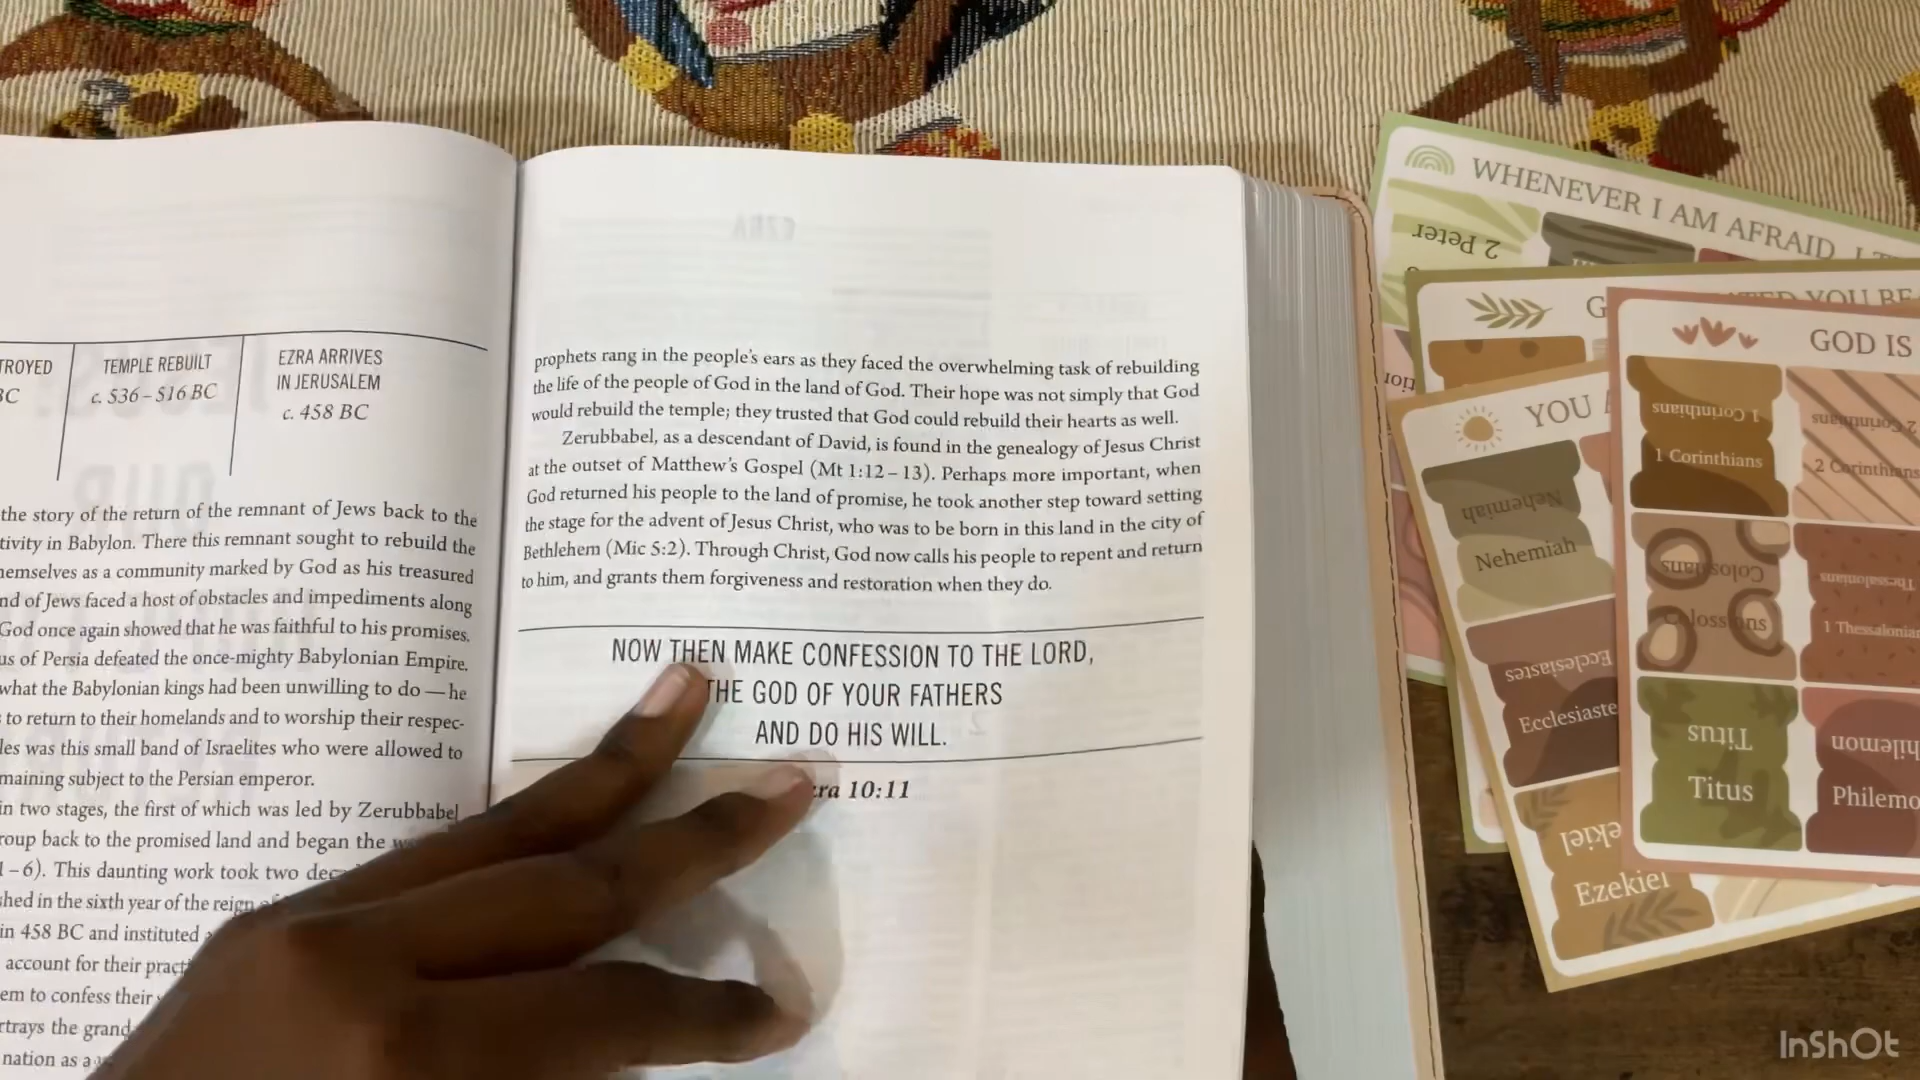 TROYED
BC
TEMPLE REBUILT
c. 536–516 BC
EZRA ARRIVES
IN JERUSALEM
c. 458 BC
the story of the return of the remnant of Jews back to the
tivity in Babylon. There this remnant sought to rebuild the
hemselves as a community marked by God as his treasured
nd of Jews faced a host of obstacles and impediments along
God once again showed that he was faithful to his promises.
us of Persia defeated the once-mighty Babylonian Empire.
what the Babylonian kings had been unwilling to do — he
to return to their homelands and to worship their respec-
les was this small band of Israelites who were allowed to
maining subject to the Persian emperor.
in two stages, the first of which was led by Zerubbabel
roup back to the promised land and began the
1–6). This daunting work took two
shed in the sixth year of the reign
in 458 BC and instituted
account for their
em to confess their
rtrays the grand
nation as a
prophets rang in the people's ears as they faced the overwhelming task of rebuilding
the life of the people of God in the land of God. Their hope was not simply that God
would rebuild the temple; they trusted that God could rebuild their hearts as well.
Zerubbabel, as a descendant of David, is found in the genealogy of Jesus Christ
at the outset of Matthew's Gospel (Mt 1:12–13). Perhaps more important, when
God returned his people to the land of promise, he took another step toward setting
the stage for the advent of Jesus Christ, who was to be born in this land in the city of
Bethlehem (Mic 5:2). Through Christ, God now calls his people to repent and return
to him, and grants them forgiveness and restoration when they do.
NOW THEN MAKE CONFESSION TO THE LORD,
THE GOD OF YOUR FATHERS
AND DO HIS WILL.
ra 10:11
WHENEVER I AM AFRAID, I
2 Peter
YOU RE
YOU
Nehemiah
Nehemiah
Ecclesiastes
Ecclesiaste
ekiel
Ezekiel
GOD IS
1 Corinthians
1 Corinthians
2 Corinthians
2 Corinthians
Colossians
Colossians
Thessalonians
1 Thessalonian
Titus
Titus
hilemon
Philemo
InShOt